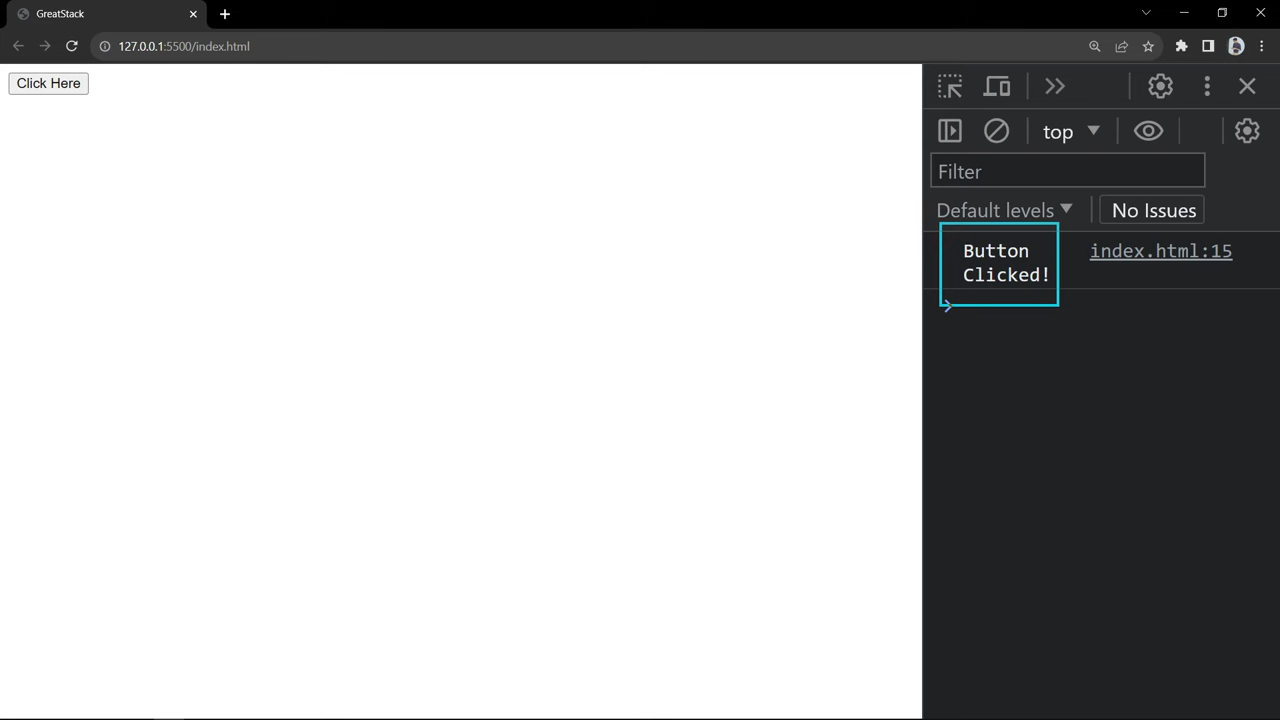 GreatStack
127.0.0.1:5500/index.html
Click Here
top
Filter
Default levels
No Issues
Button
Clicked!
index.html:15